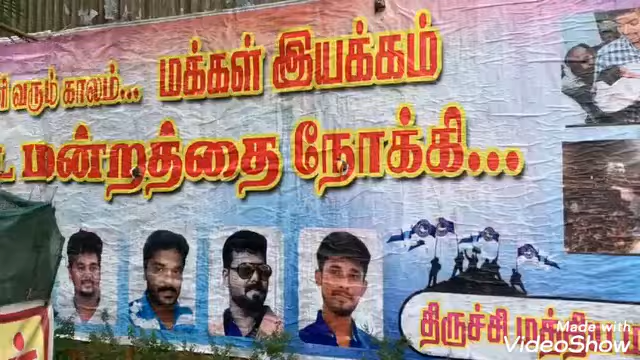 வரும் காலம்... மக்கள் இயக்கம்
மன்றத்தை நோக்கி...
திருச்சி
Made with
VideoShow